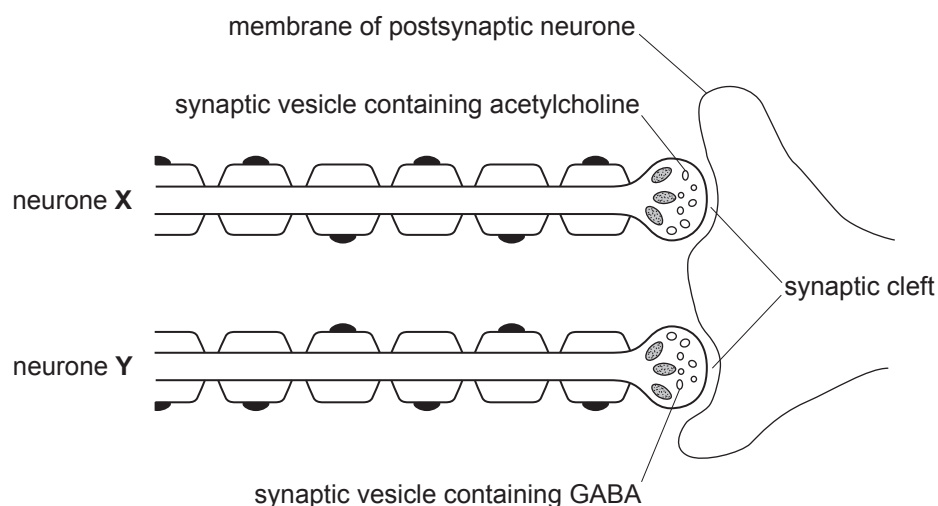 membrane of postsynaptic neurone
synaptic vesicle containing acetylcholine
neurone X
synaptic cleft
neurone Y
synaptic vesicle containing GABA